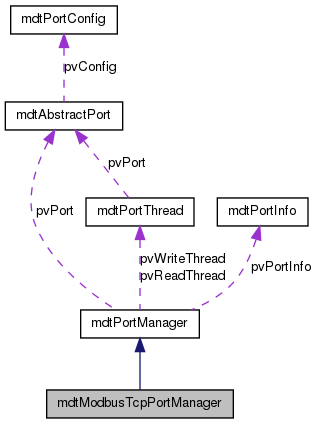 mdtPortConfig
pvConfig
mdtAbstractPort
pvPort
mdtPortThread
mdtPortInfo
pvPort
pvWriteThread
pvReadThread
pvPortInfo
mdtPortManager
mdtModbusTcpPortManager